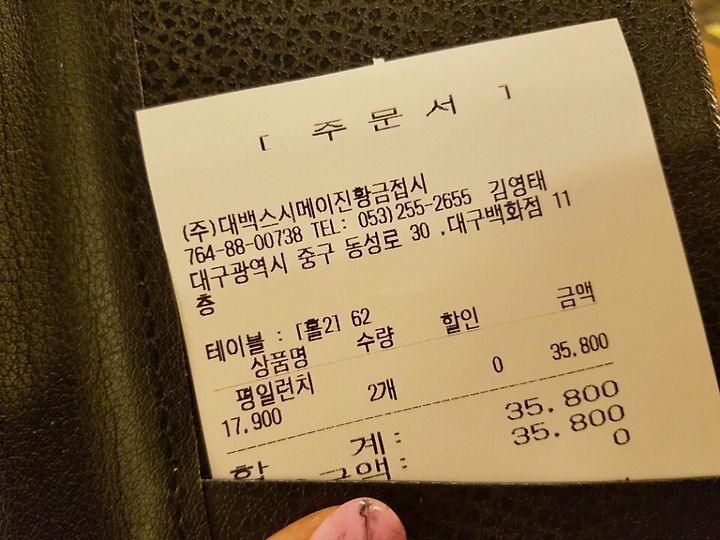 [ 주 문 서 ]
(주)대백스시메이진황금접시
764-88-00738 TEL: 053)255-2655 김영태
대구광역시 중구 동성로 30 ,대구백화점 11
층
테이블 : [홀2] 62
상품명 수량 할인 금액
평일런치 2개 0 35.800
17.900
합 계: 35.800
금액: 35.800
0